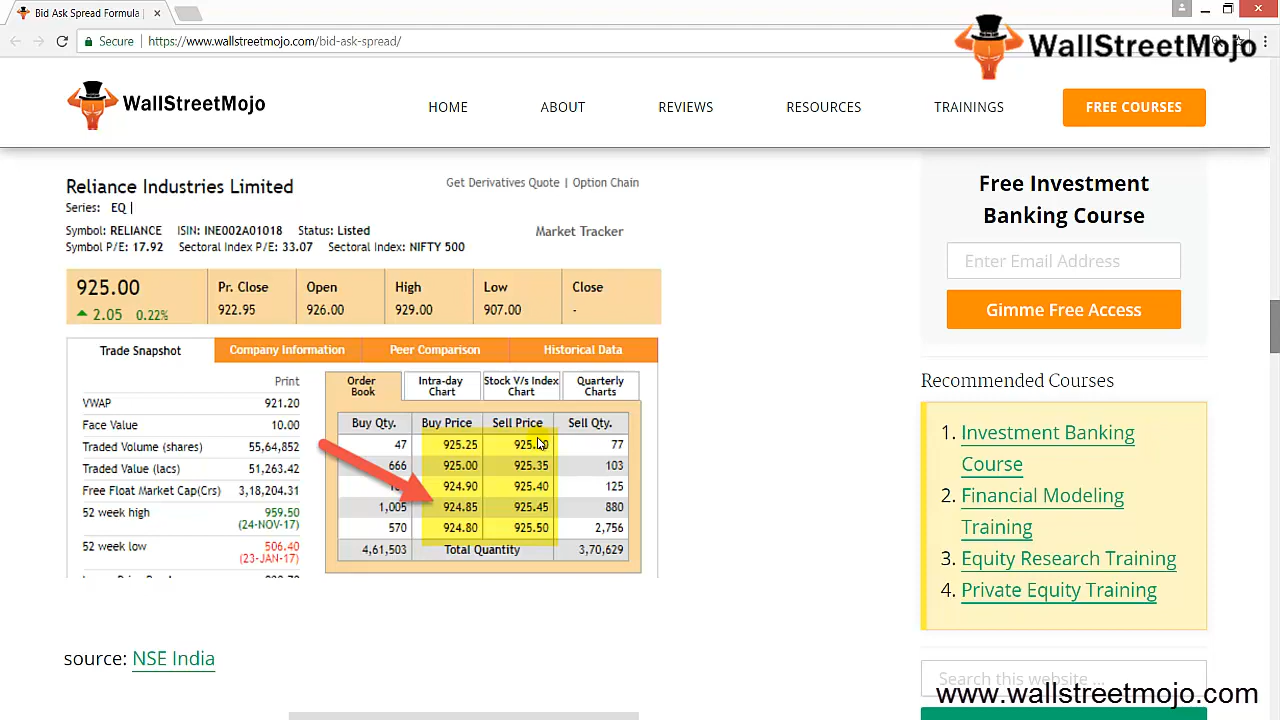 Bid Ask Spread Formula
Secure https://www.wallstreetmojo.com/bid-ask-spread/
WallStreetMojo
WallStreetMojo
HOME ABOUT REVIEWS RESOURCES TRAININGS FREE COURSES
Reliance Industries Limited
Get Derivatives Quote | Option Chain
Series: EQ |
Symbol: RELIANCE ISIN: INE002A01018 Status: Listed
Market Tracker
Symbol P/E: 17.92 Sectoral Index P/E: 33.07 Sectoral Index: NIFTY 500
925.00 Pr. Close Open High Low Close
2.05 0.22% 922.95 926.00 929.00 907.00 -
Trade Snapshot Company Information Peer Comparison Historical Data
Print
Order Book
Intra-day Chart
Stock V/s Index Chart
Quarterly Charts
VWAP 921.20
Face Value 10.00
Traded Volume (shares) 55,64,852
Traded Value (lacs) 51,263.42
Free Float Market Cap(Crs) 3,18,204.31
52 week high 959.50
(24-NOV-17)
52 week low 506.40
(23-JAN-17)
Buy Qty. Buy Price Sell Price Sell Qty.
47 925.25 77
666 925.00 925.35 103
924.90 925.40 125
1,005 924.85 925.45 880
570 924.80 925.50 2,756
4,61,503 Total Quantity 3,70,629
source: NSE India
Free Investment
Banking Course
Enter Email Address
Gimme Free Access
Recommended Courses
1. Investment Banking
Course
2. Financial Modeling
Training
3. Equity Research Training
4. Private Equity Training
Search this website ...
www.wallstreetmojo.com